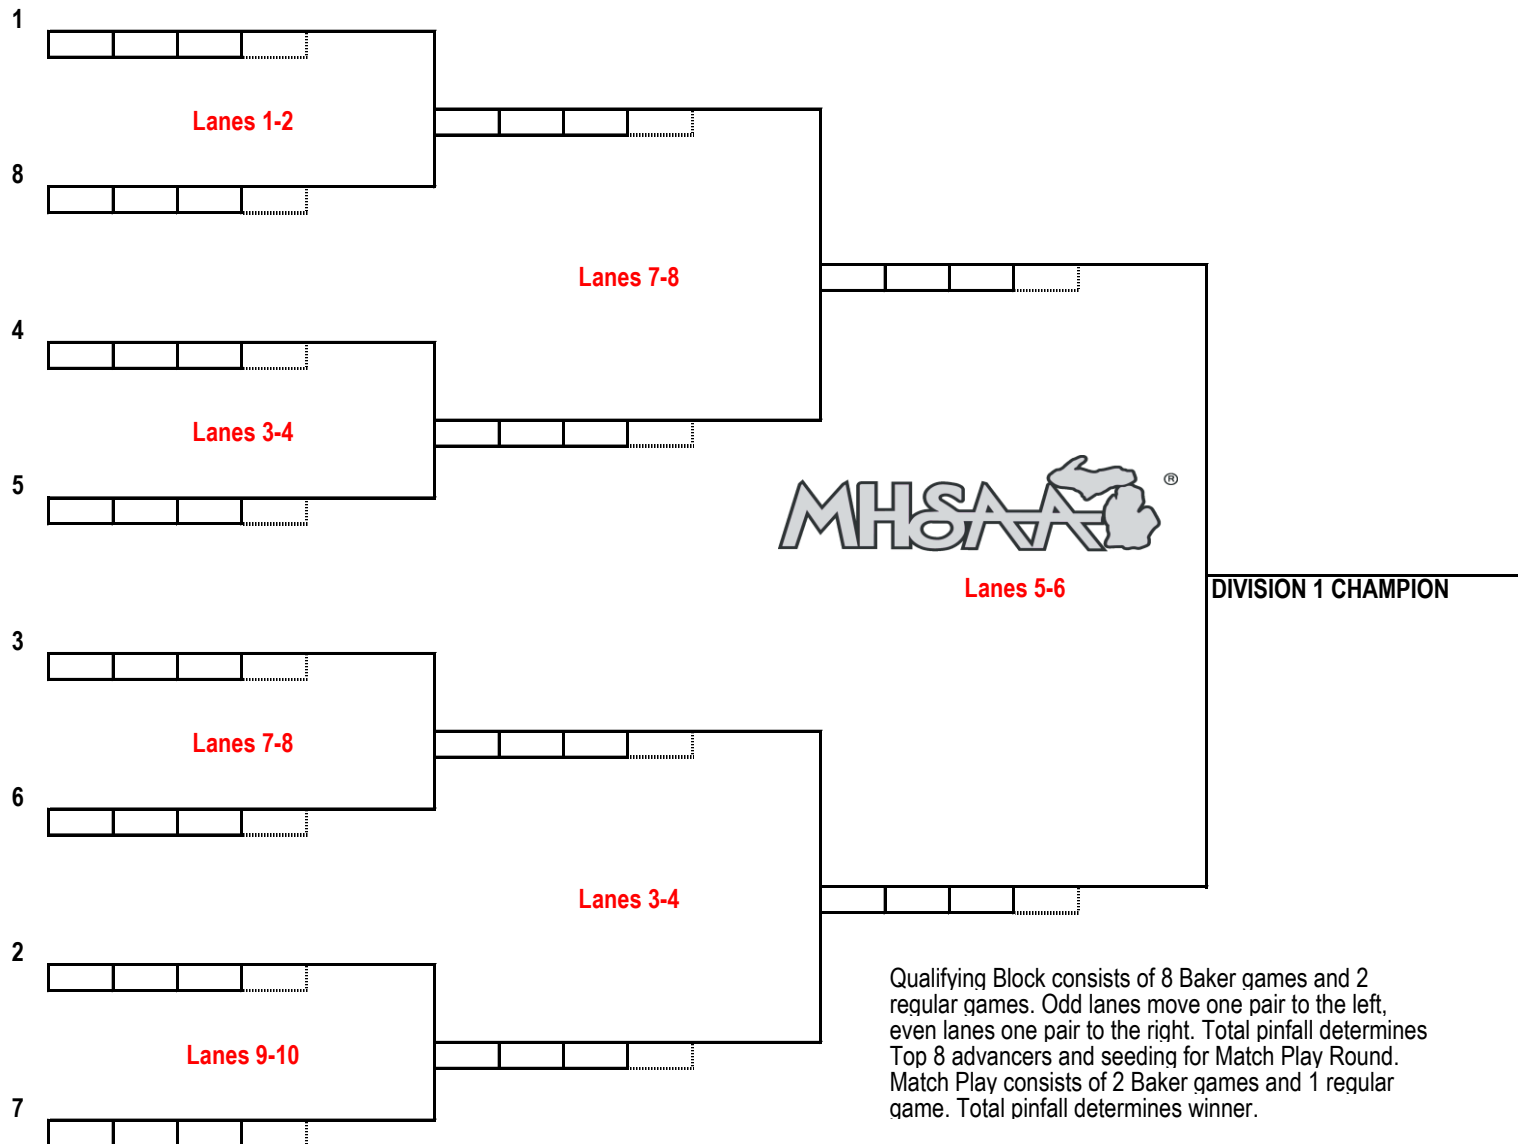 1
Lanes 1-2
8
Lanes 7-8
4
Lanes 3-4
5
MHSAA®
Lanes 5-6
DIVISION 1 CHAMPION
3
Lanes 7-8
6
Lanes 3-4
2
Lanes 9-10
7
Qualifying Block consists of 8 Baker games and 2
regular games. Odd lanes move one pair to the left,
even lanes one pair to the right. Total pinfall determines
Top 8 advancers and seeding for Match Play Round.
Match Play consists of 2 Baker games and 1 regular
game. Total pinfall determines winner.